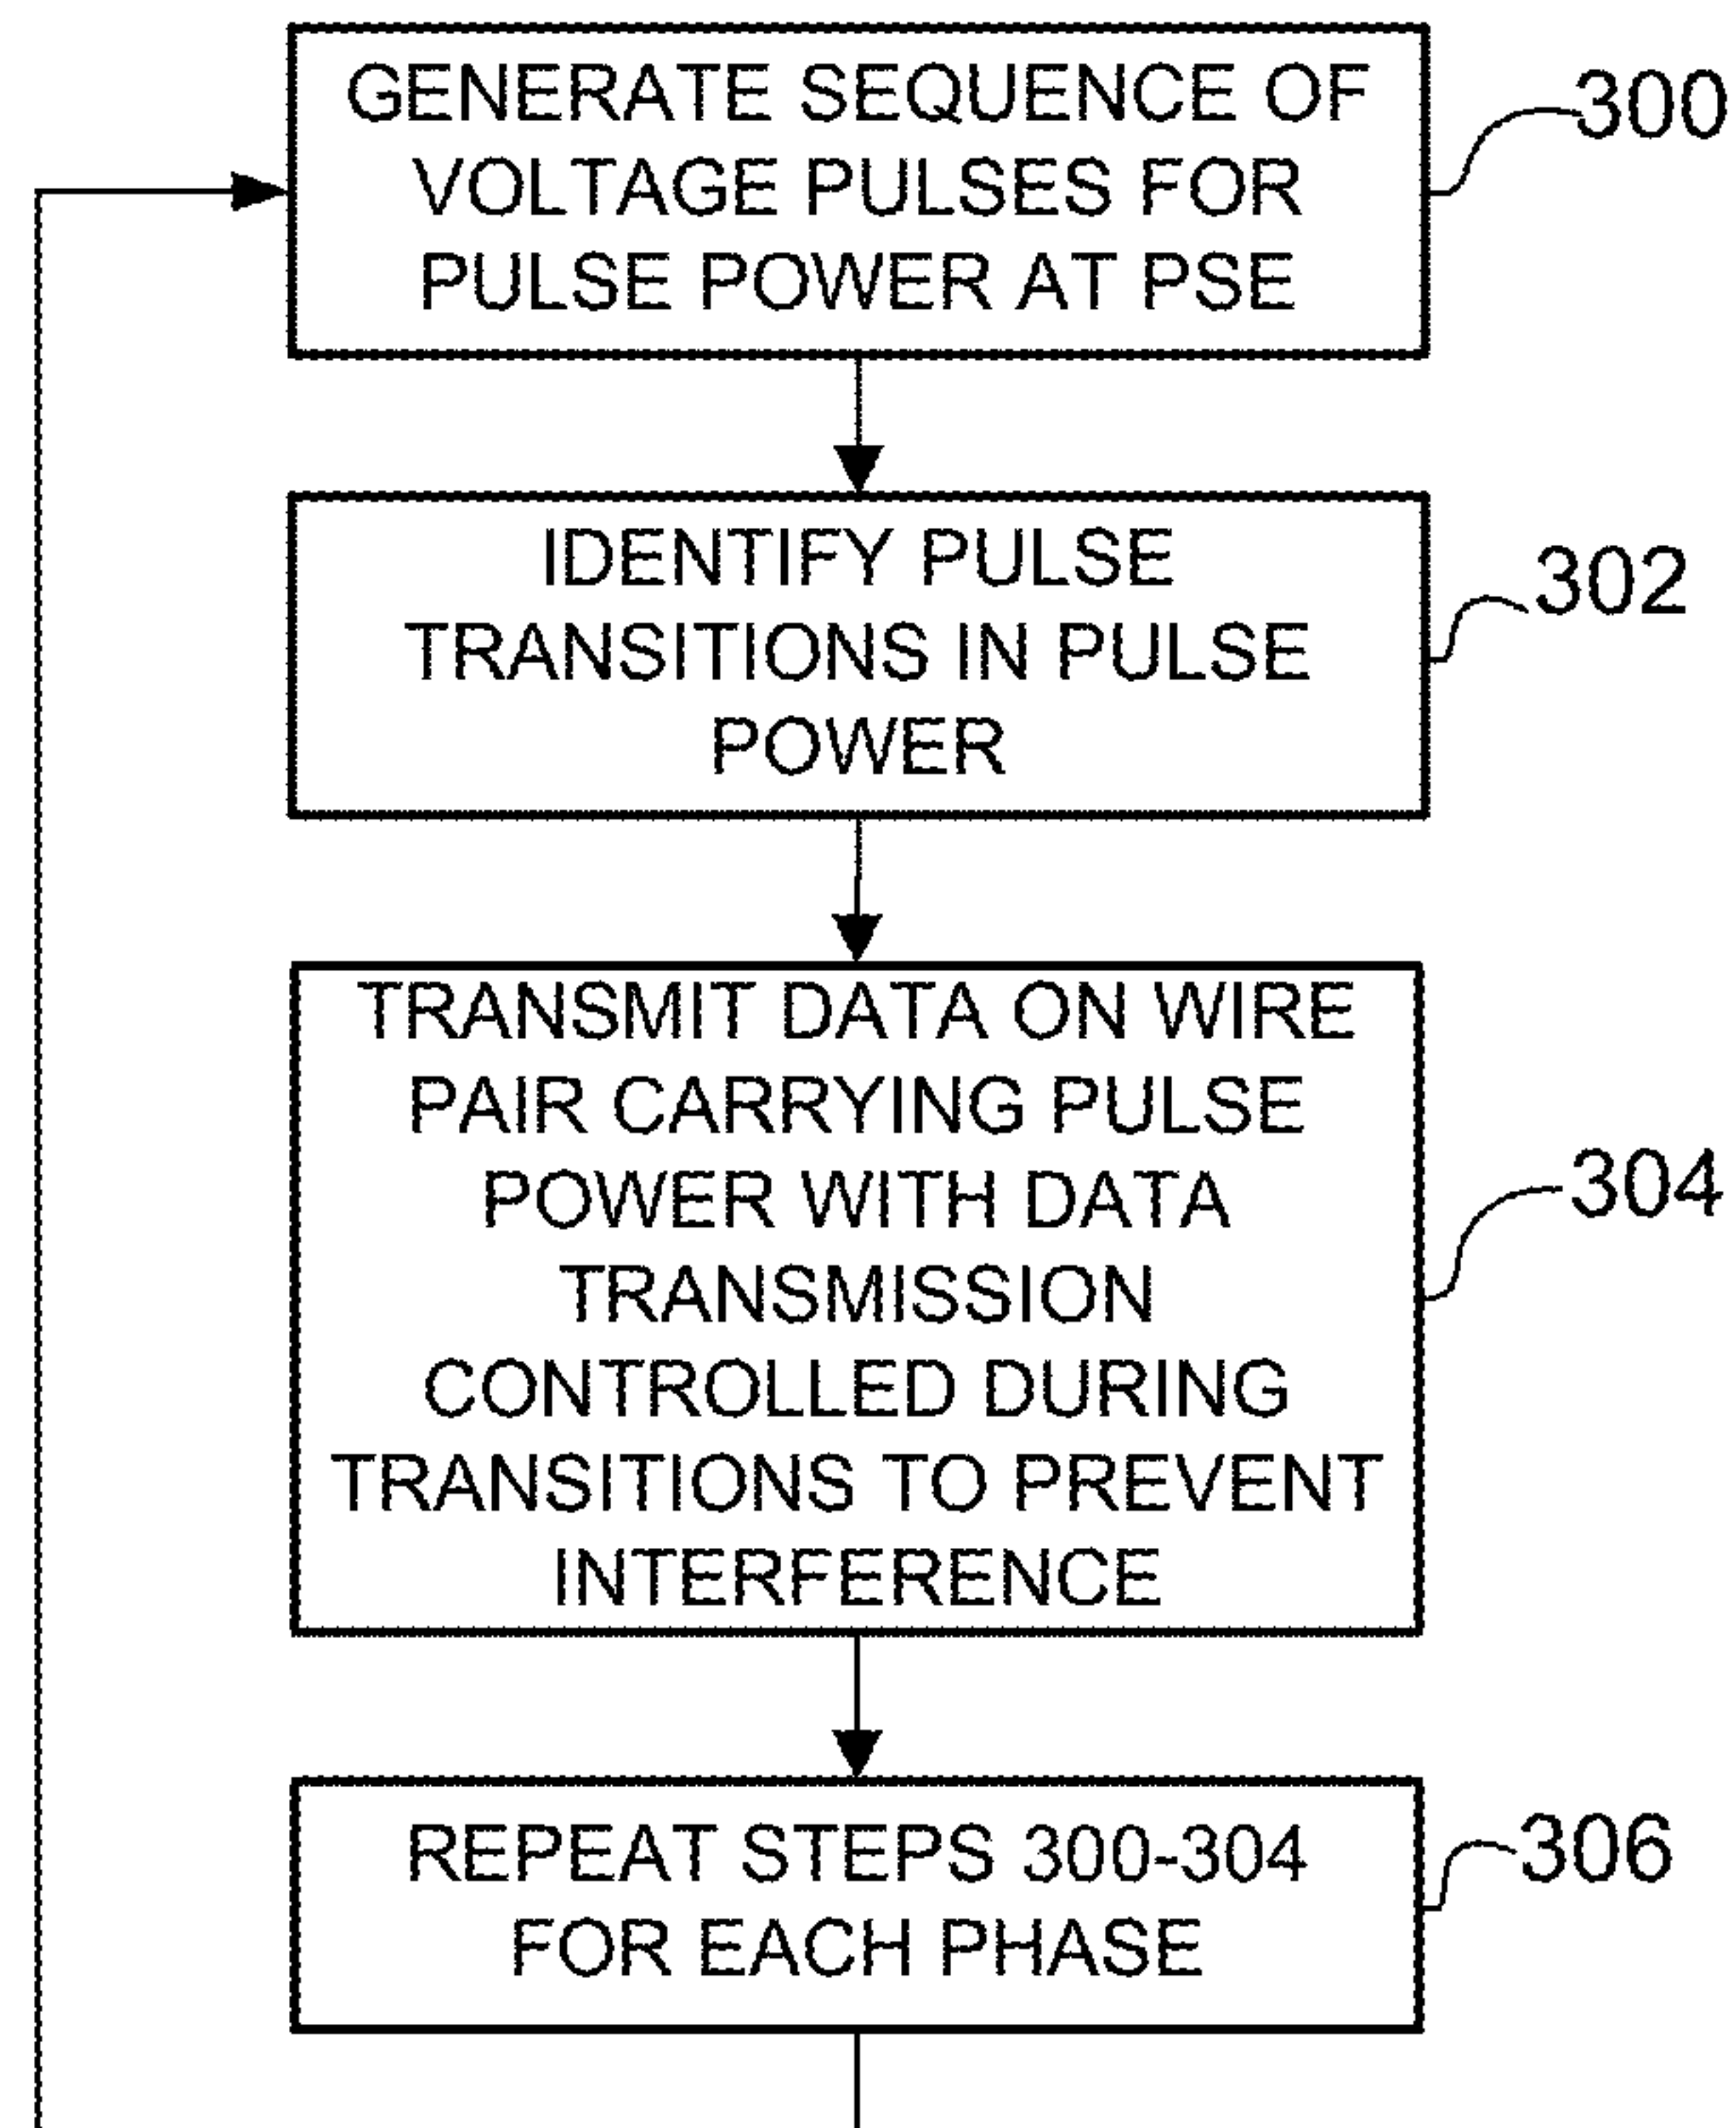 GENERATE SEQUENCE OF
VOLTAGE PULSES FOR
PULSE POWER AT PSE
300
IDENTIFY PULSE
TRANSITIONS IN PULSE
POWER
302
TRANSMIT DATA ON WIRE
PAIR CARRYING PULSE
POWER WITH DATA
TRANSMISSION
CONTROLLED DURING
TRANSITIONS TO PREVENT
INTERFERENCE
304
REPEAT STEPS 300-304
FOR EACH PHASE
306